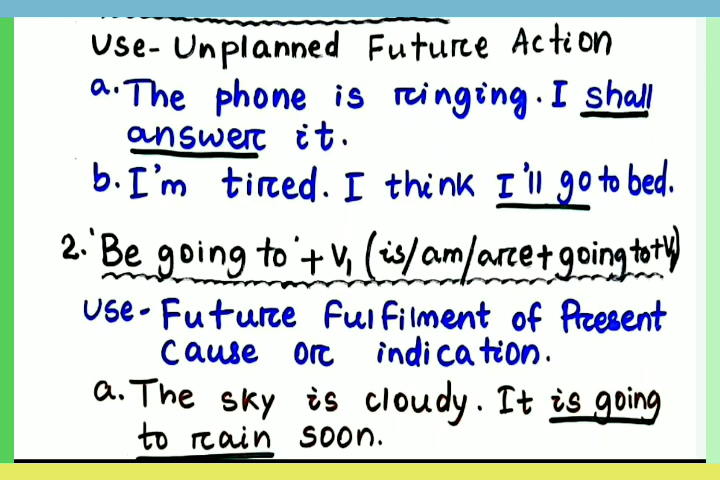 Use- Unplanned Future Action
a. The phone is ringing. I shall
answer it.
b. I'm tired. I think I'll go to bed.
2. 'Be going to' + V₁ (is/am/are + going to + V₁)
Use- Future Fulfilment of Present
Cause or indication.
a. The sky is cloudy. It is going
to rain soon.